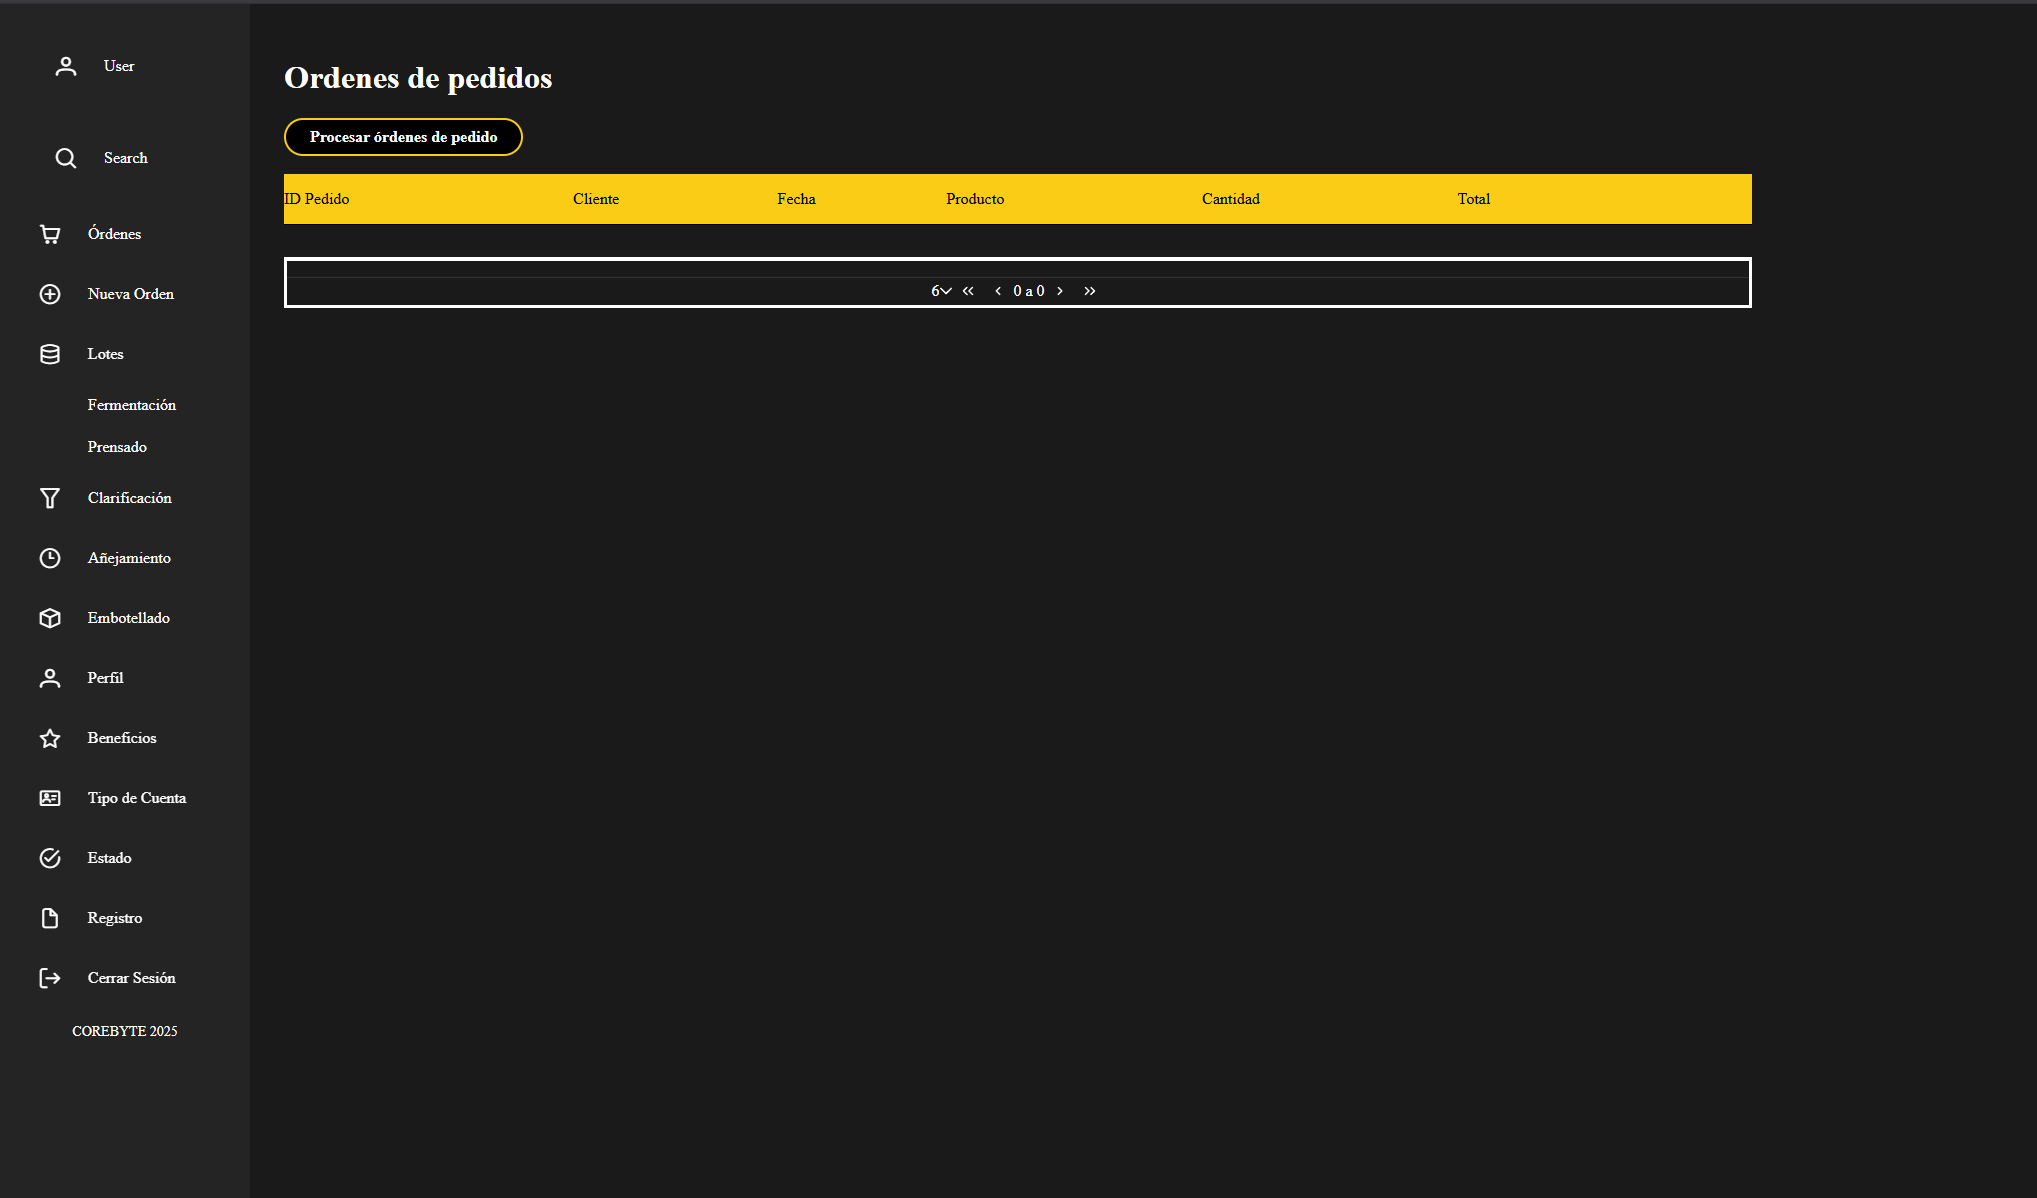 User
Search
Órdenes
Nueva Orden
Lotes
Fermentación
Prensado
Clarificación
Añejamiento
Embotellado
Perfil
Beneficios
Tipo de Cuenta
Estado
Registro
Cerrar Sesión
COREBYTE 2025
Ordenes de pedidos
Procesar órdenes de pedido
ID Pedido Cliente Fecha Producto Cantidad Total
6 0 a 0